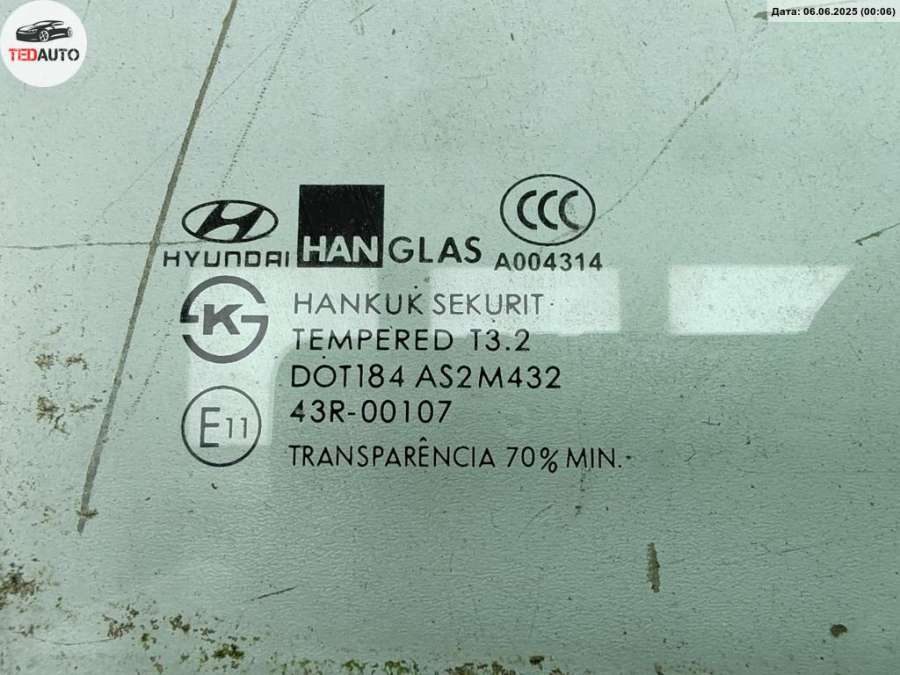 TEDAUTO
Дата: 06.06.2025 (00:06)
HYUNDAI
HANGLAS
CCC
A004314
K
HANKUK SEKURIT
TEMPERED T3.2
DOT184 AS2M432
E11
43R-00107
TRANSPARÊNCIA 70% MIN.